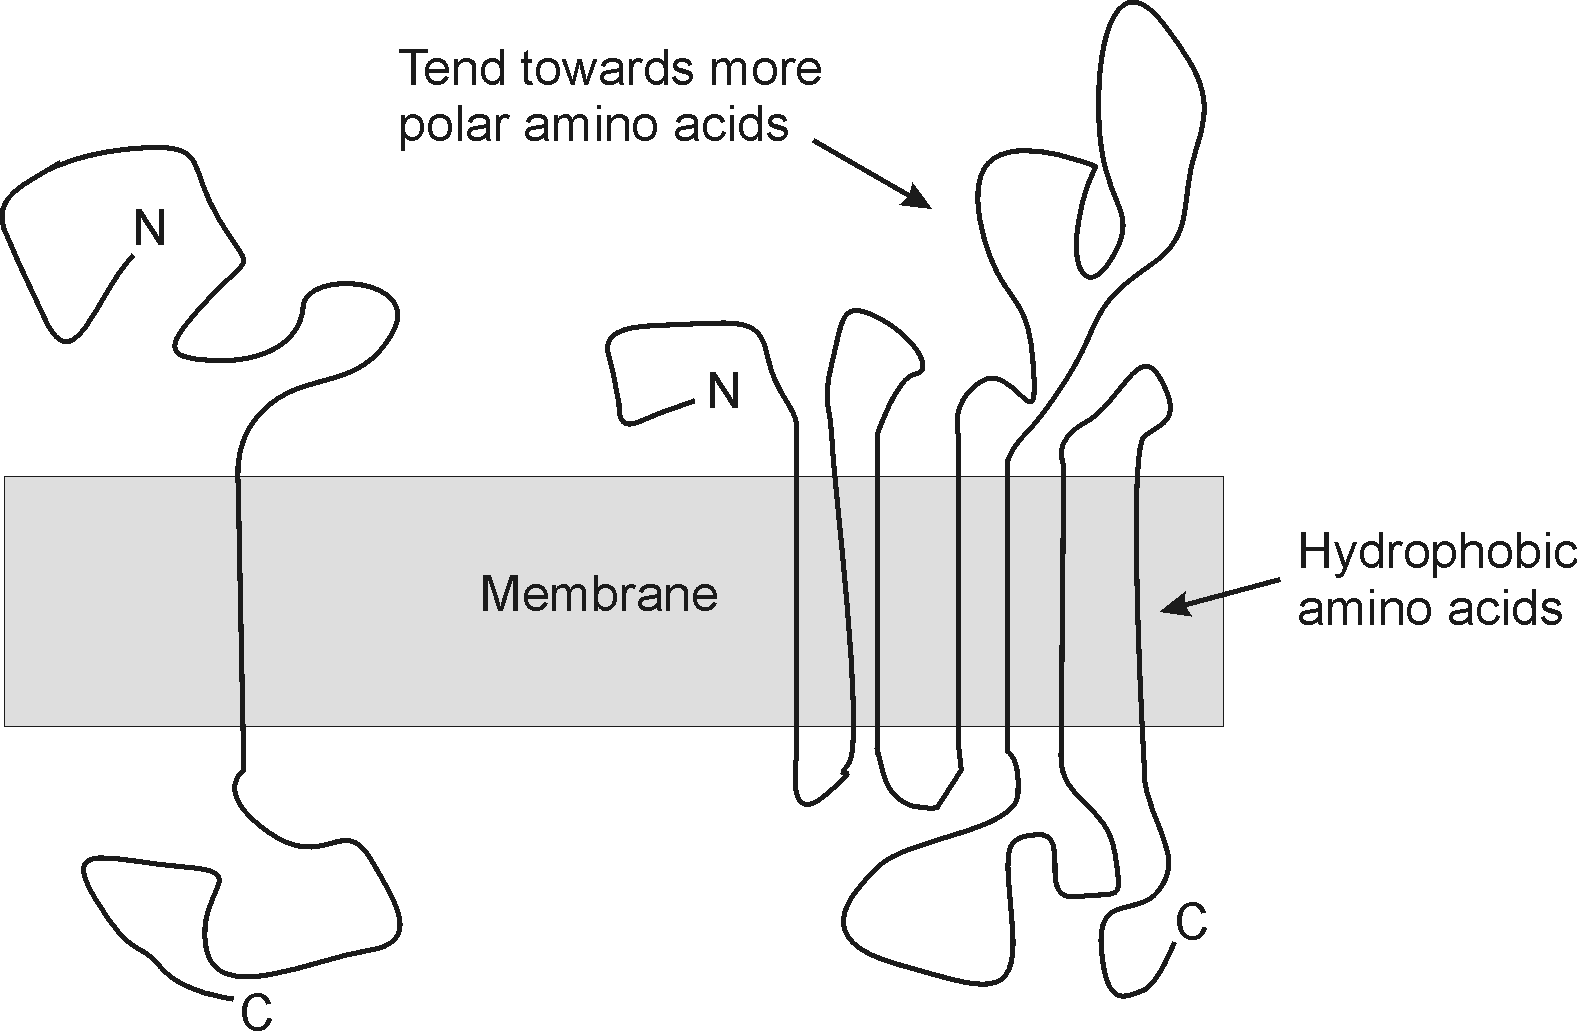 Tend towards more
polar amino acids
N
N
Membrane
Hydrophobic
amino acids
C
C